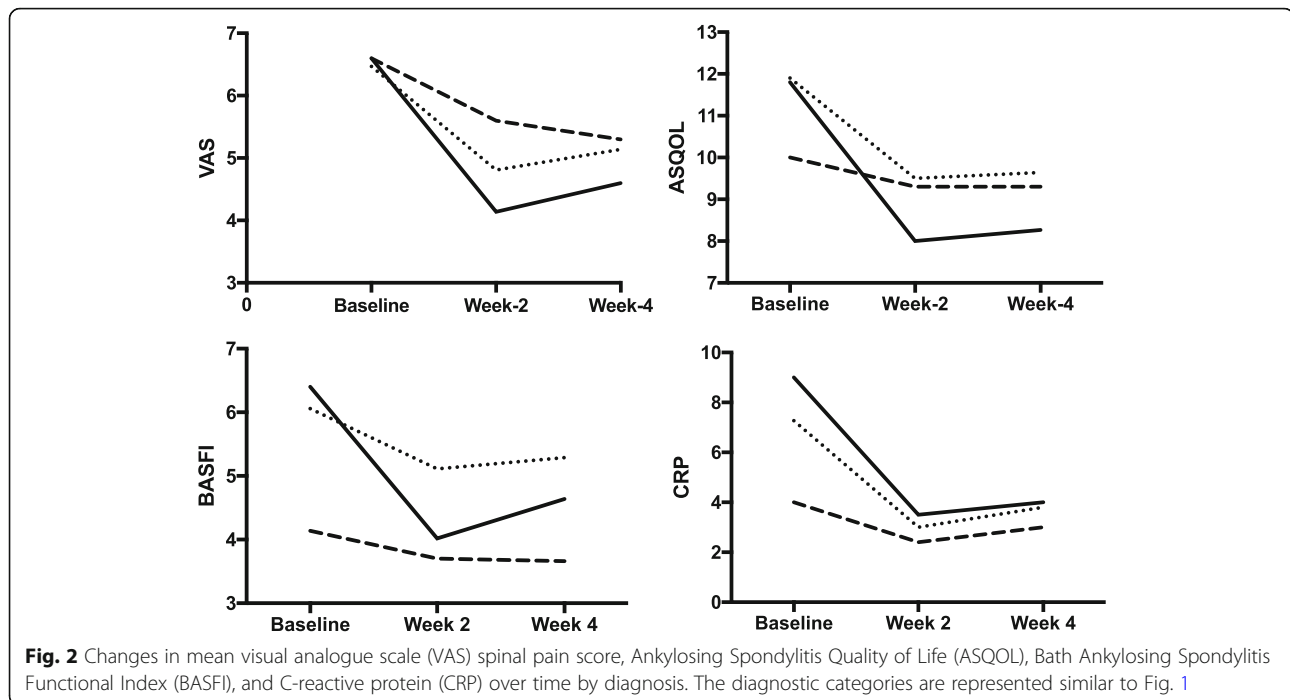 7
6
5
4
3
VAS
0
Baseline
Week-2
Week-4
13
12
11
10
9
8
7
ASQOL
Baseline
Week-2
Week-4
7
6
5
4
3
BASFI
Baseline
Week 2
Week 4
10
8
6
4
2
0
CRP
Baseline
Week 2
Week 4
Fig. 2 Changes in mean visual analogue scale (VAS) spinal pain score, Ankylosing Spondylitis Quality of Life (ASQOL), Bath Ankylosing Spondylitis
Functional Index (BASFI), and C-reactive protein (CRP) over time by diagnosis. The diagnostic categories are represented similar to Fig. 1